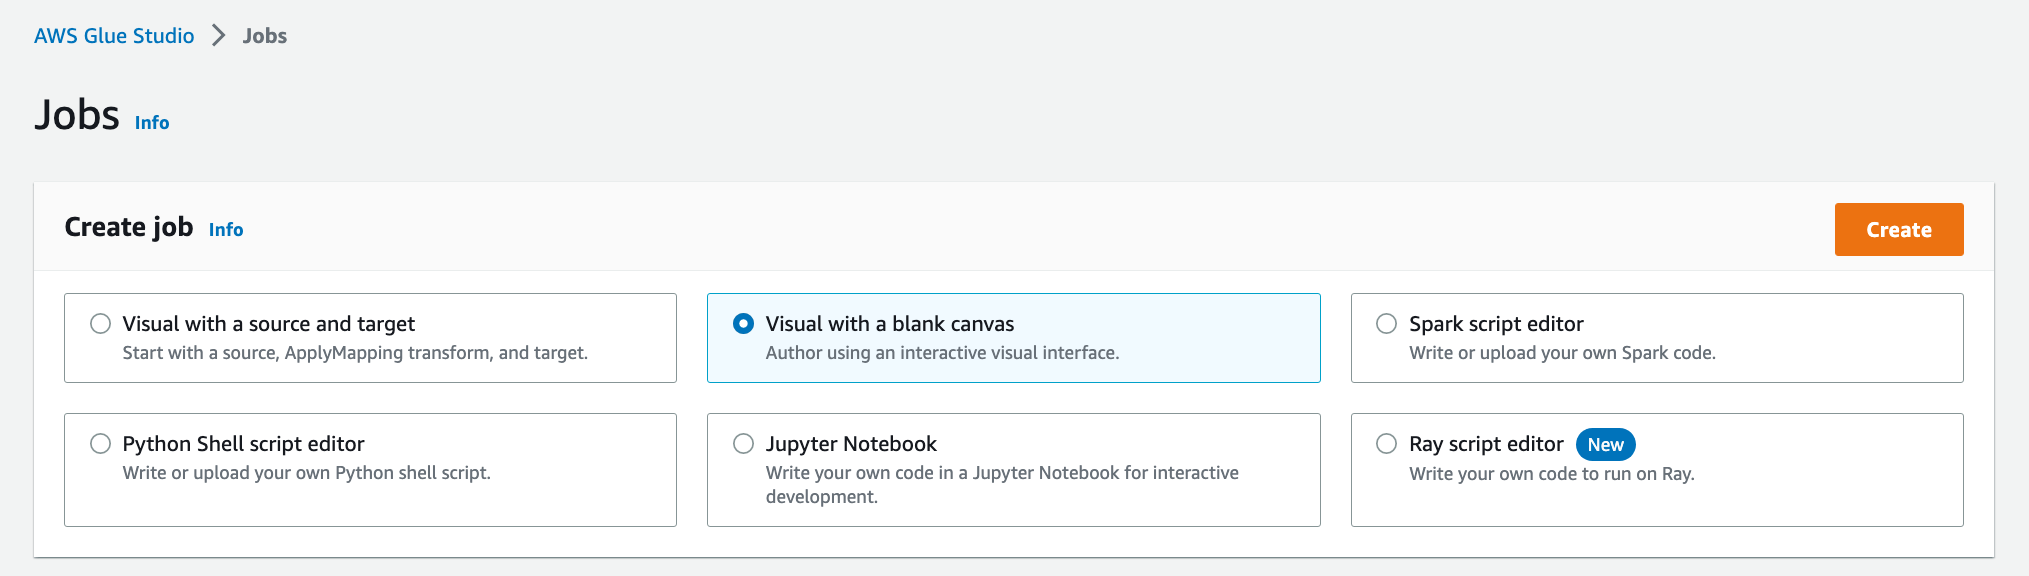 AWS Glue Studio > Jobs
Jobs Info
Create job Info
Create
Visual with a source and target
Start with a source, ApplyMapping transform, and target.
Visual with a blank canvas
Author using an interactive visual interface.
Spark script editor
Write or upload your own Spark code.
Python Shell script editor
Write or upload your own Python shell script.
Jupyter Notebook
Write your own code in a Jupyter Notebook for interactive
development.
Ray script editor New
Write your own code to run on Ray.